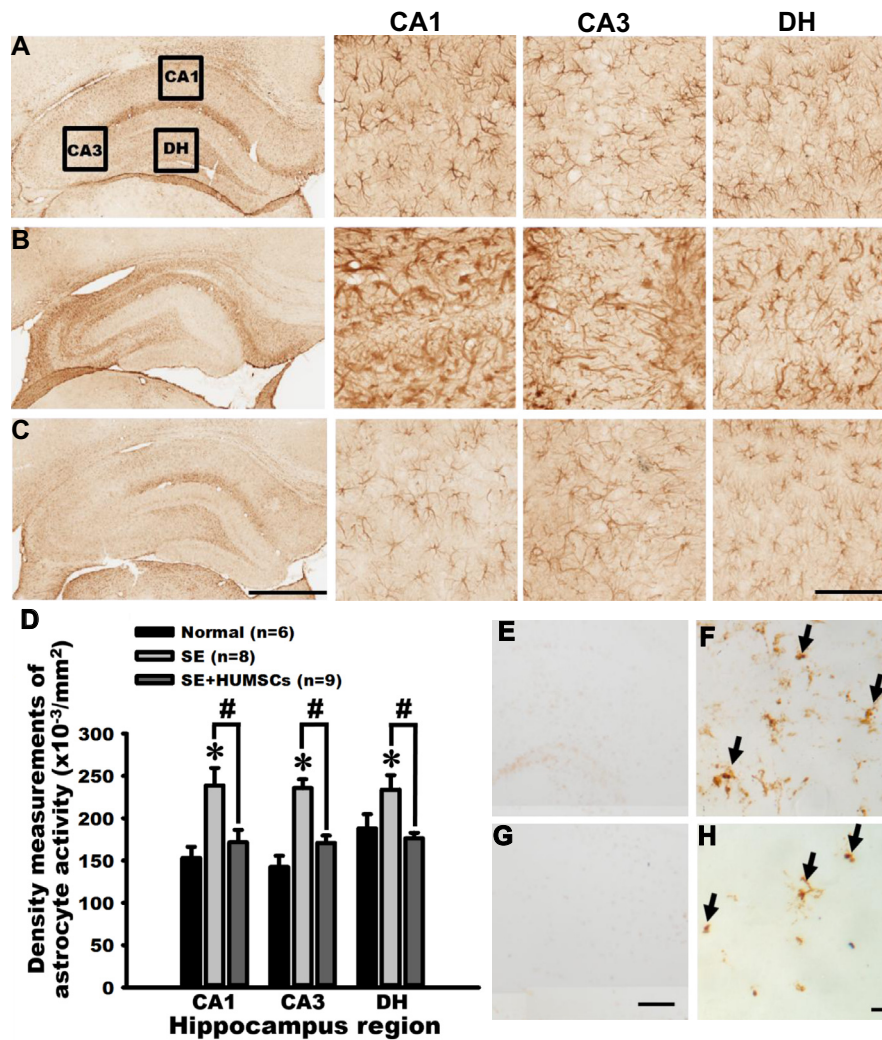 CA1 CA3 DH
A
CA1
CA3
DH
B
C
D
Normal (n=6)
SE (n=8)
SE+HUMSCs (n=9)
Density measurements of
astrocyte activity (x10-3/mm2)
300
250
200
150
100
50
0
* # * # * #
CA1 CA3 DH
Hippocampus region
E
F
G
H